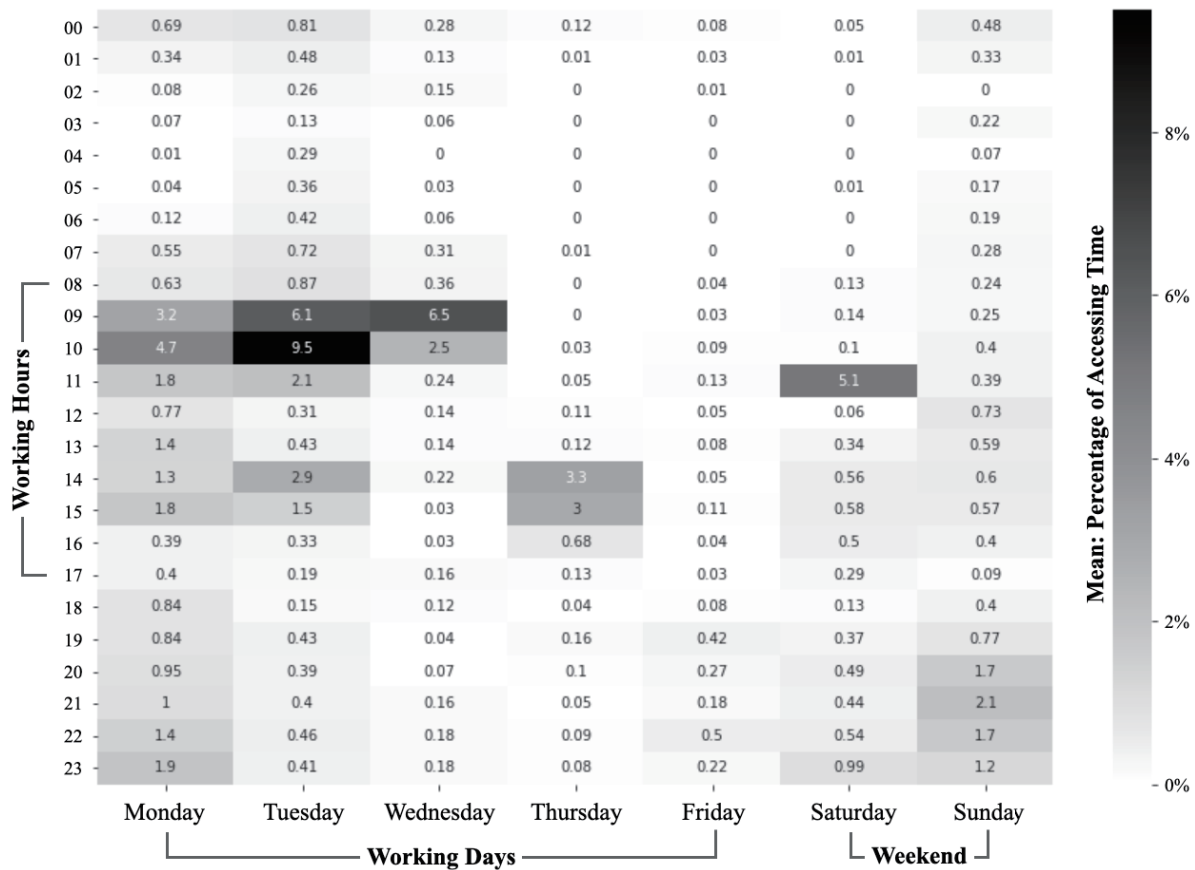 00 - 0.69 0.81 0.28 0.12 0.08 0.05 0.48
01 - 0.34 0.48 0.13 0.01 0.03 0.01 0.33
02 - 0.08 0.26 0.15 0 0.01 0 0
03 - 0.07 0.13 0.06 0 0 0 0.22
04 - 0.01 0.29 0 0 0 0 0.07
05 - 0.04 0.36 0.03 0 0 0.01 0.17
06 - 0.12 0.42 0.06 0 0 0 0.19
07 - 0.55 0.72 0.31 0.01 0 0 0.28
08 - 0.63 0.87 0.36 0 0.04 0.13 0.24
09 - 3.2 6.1 6.5 0 0.03 0.14 0.25
10 - 4.7 9.5 2.5 0.03 0.09 0.1 0.4
11 - 1.8 2.1 0.24 0.05 0.13 5.1 0.39
12 - 0.77 0.31 0.14 0.11 0.05 0.06 0.73
13 - 1.4 0.43 0.14 0.12 0.08 0.34 0.59
14 - 1.3 2.9 0.22 3.3 0.05 0.56 0.6
15 - 1.8 1.5 0.03 3 0.11 0.58 0.57
16 - 0.39 0.33 0.03 0.68 0.04 0.5 0.4
17 - 0.4 0.19 0.16 0.13 0.03 0.29 0.09
18 - 0.84 0.15 0.12 0.04 0.08 0.13 0.4
19 - 0.84 0.43 0.04 0.16 0.42 0.37 0.77
20 - 0.95 0.39 0.07 0.1 0.27 0.49 1.7
21 - 1 0.4 0.16 0.05 0.18 0.44 2.1
22 - 1.4 0.46 0.18 0.09 0.5 0.54 1.7
23 - 1.9 0.41 0.18 0.08 0.22 0.99 1.2
Monday Tuesday Wednesday Thursday Friday Saturday Sunday
Working Days Weekend
Working Hours
Mean: Percentage of Accessing Time
8%
6%
4%
2%
0%